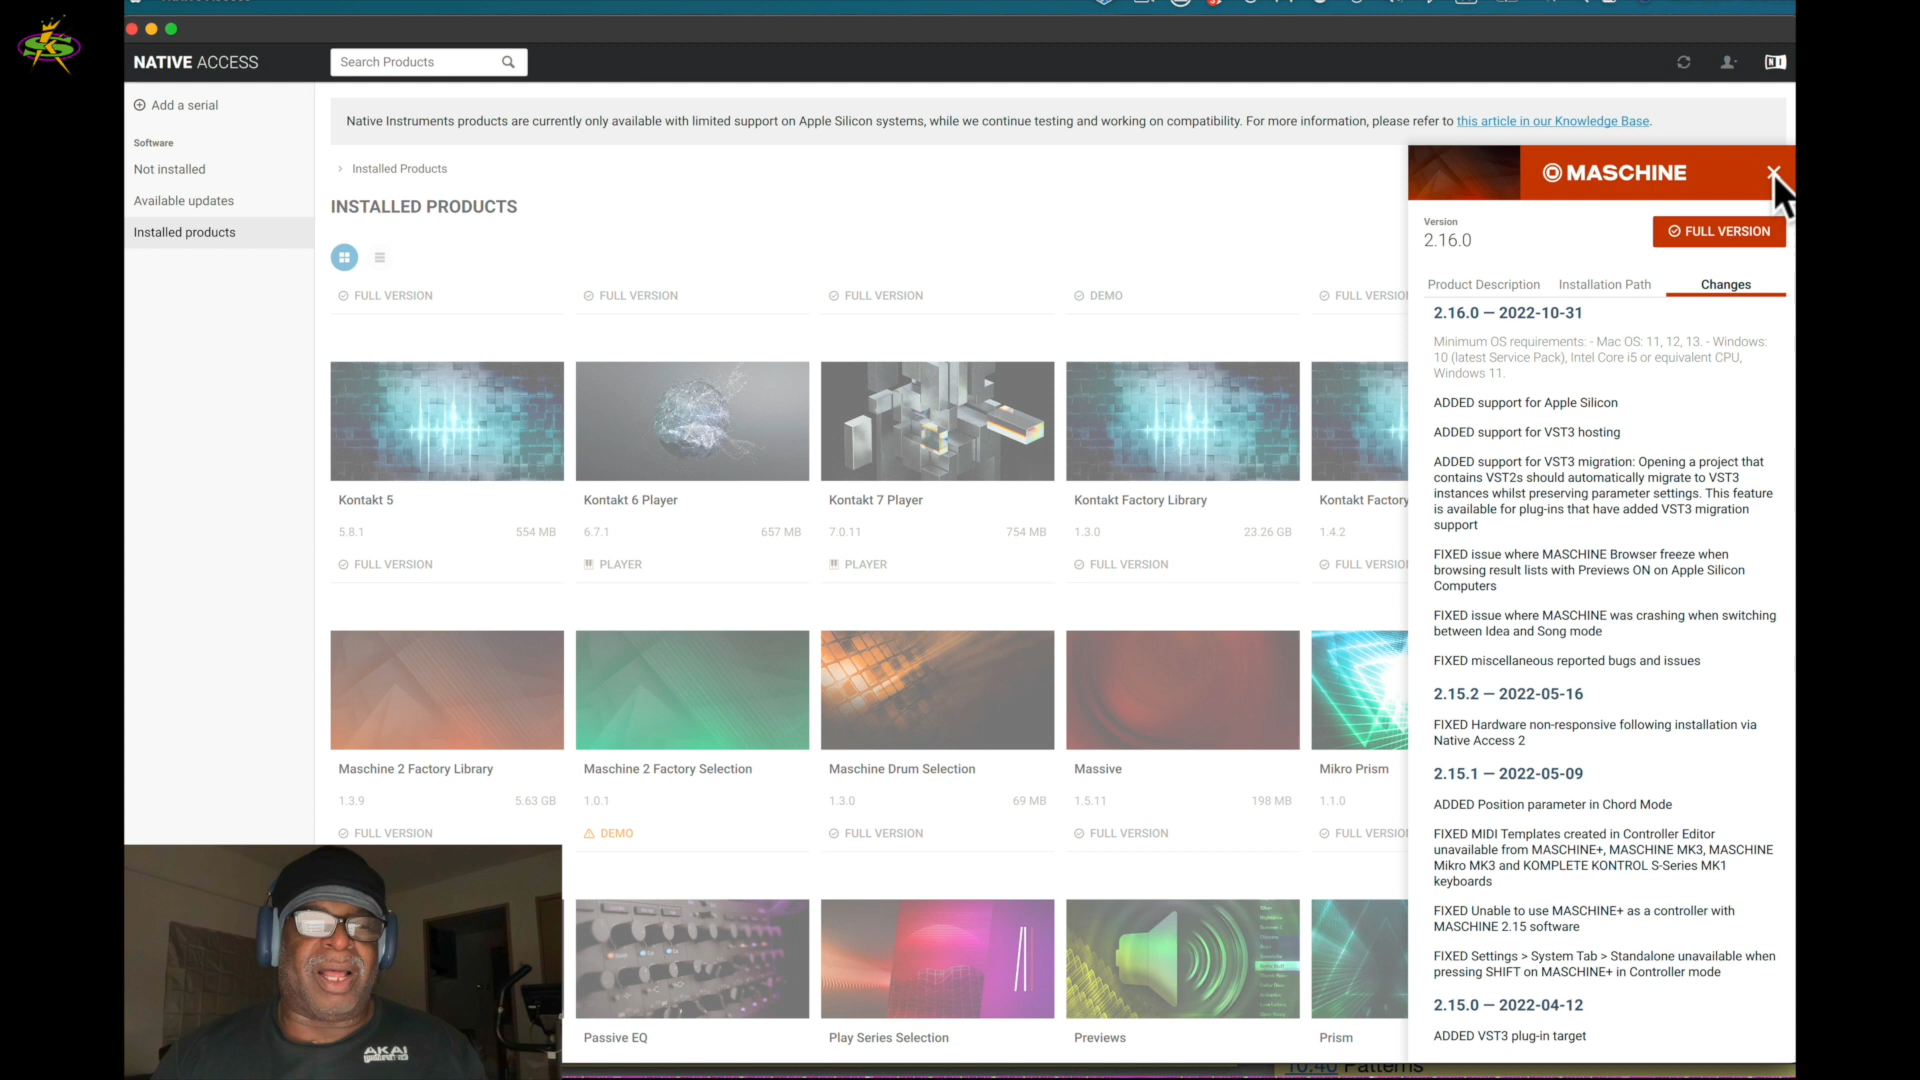 NATIVE ACCESS
Search Products
Add a serial
Software
Not installed
Available updates
Installed products
Native Instruments products are currently only available with limited support on Apple Silicon systems, while we continue testing and working on compatibility. For more information, please refer to this article in our Knowledge Base.
> Installed Products
INSTALLED PRODUCTS
FULL VERSION
FULL VERSION
FULL VERSION
DEMO
FULL VERSIO
Kontakt 5
5.8.1 554 MB
FULL VERSION
Kontakt 6 Player
6.7.1 657 MB
PLAYER
Kontakt 7 Player
7.0.11 754 MB
PLAYER
Kontakt Factory Library
1.3.0 23.26 GB
FULL VERSION
Kontakt Factory
1.4.2
FULL VERSIO
Maschine 2 Factory Library
1.3.9 5.63 GB
FULL VERSION
Maschine 2 Factory Selection
1.0.1
DEMO
Maschine Drum Selection
1.3.0 69 MB
FULL VERSION
Massive
1.5.11 198 MB
FULL VERSION
Mikro Prism
1.1.0
FULL VERSIO
Passive EQ
Play Series Selection
Previews
Prism
MASCHINE
Version
2.16.0
FULL VERSION
Product Description Installation Path Changes
2.16.0 — 2022-10-31
Minimum OS requirements: - Mac OS: 11, 12, 13. - Windows:
10 (latest Service Pack), Intel Core i5 or equivalent CPU,
Windows 11.
ADDED support for Apple Silicon
ADDED support for VST3 hosting
ADDED support for VST3 migration: Opening a project that
contains VST2s should automatically migrate to VST3
instances whilst preserving parameter settings. This feature
is available for plug-ins that have added VST3 migration
support
FIXED issue where MASCHINE Browser freeze when
browsing result lists with Previews ON on Apple Silicon
Computers
FIXED issue where MASCHINE was crashing when switching
between Idea and Song mode
FIXED miscellaneous reported bugs and issues
2.15.2 — 2022-05-16
FIXED Hardware non-responsive following installation via
Native Access 2
2.15.1 — 2022-05-09
ADDED Position parameter in Chord Mode
FIXED MIDI Templates created in Controller Editor
unavailable from MASCHINE+, MASCHINE MK3, MASCHINE
Mikro MK3 and KOMPLETE KONTROL S-Series MK1
keyboards
FIXED Unable to use MASCHINE+ as a controller with
MASCHINE 2.15 software
FIXED Settings > System Tab > Standalone unavailable when
pressing SHIFT on MASCHINE+ in Controller mode
2.15.0 — 2022-04-12
ADDED VST3 plug-in target
AKAI
10:40 Patterns